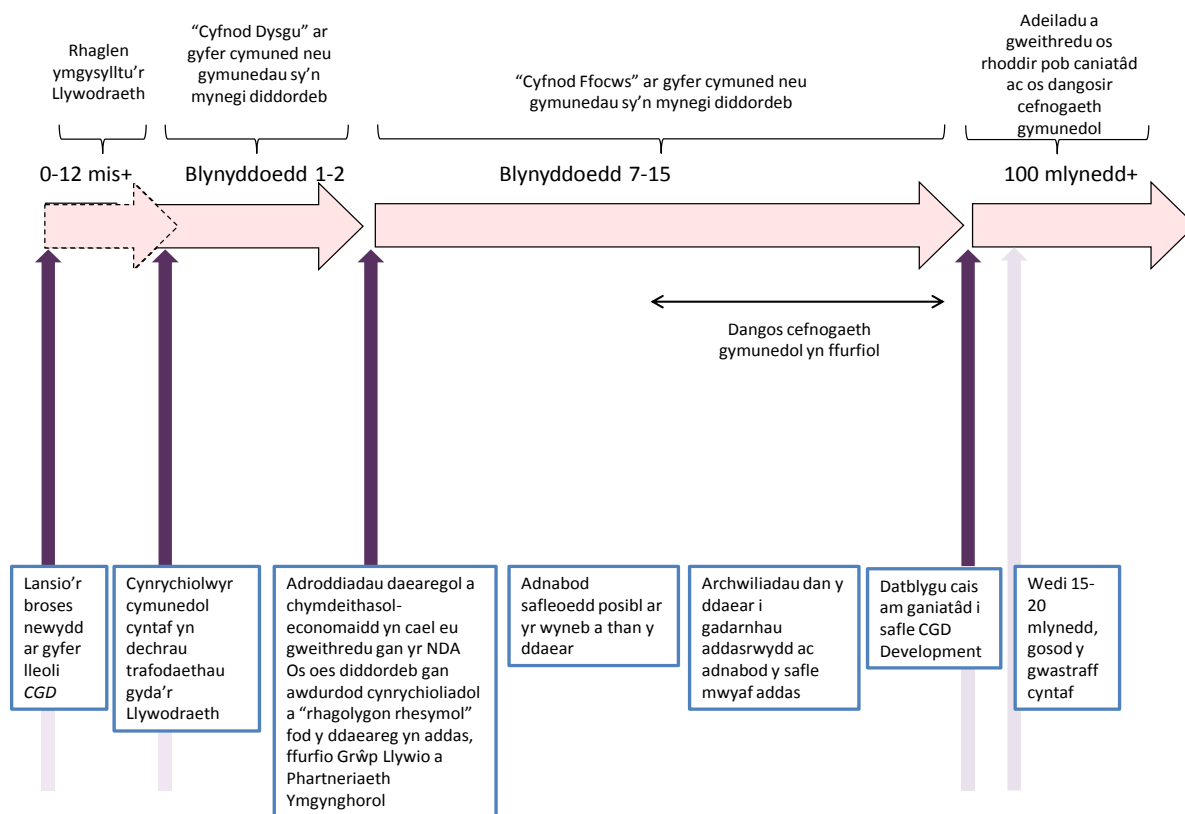 Rhaglen
ymgysylltu'r
Llywodraeth
“Cyfnod Dysgu” ar
gyfer cymuned neu
gymunedau sy'n
mynegi diddordeb
“Cyfnod Ffocws” ar gyfer cymuned neu
gymunedau sy'n mynegi diddordeb
Adeiladu a
gweithredu os
rhoddir pob caniatâd
ac os dangosir
cefnogaeth
gymunedol
0-12 mis+
Blynyddoedd 1-2
Blynyddoedd 7-15
100 mlynedd+
Dangos cefnogaeth
gymunedol yn ffurfiol
Lansio'r
broses
newydd
ar gyfer
lleoli
CGD
Cynrychiolwyr
cymunedol
cyntaf yn
dechrau
trafodaethau
gyda'r
Llywodraeth
Adroddiadau daearegol a
chymdeithasol-
economaidd yn cael eu
gweithredu gan yr NDA
Os oes diddordeb gan
awdurdod cynrychioliadol
a “rhagolygon rhesymol”
fod y ddaeareg yn addas,
ffurfio Grŵp Llywio a
Phartneriaeth
Ymgynghorol
Adnabod
safleoedd posibl ar
yr wyneb a than y
ddaear
Archwiliadau dan y
ddaear i
gadarnhau
addasrwydd ac
adnabod y safle
mwyaf addas
Datblygu cais
am ganiatâd i
safle CGD
Development
Wedi 15-
20
mlynedd,
gosod y
gwastraff
cyntaf